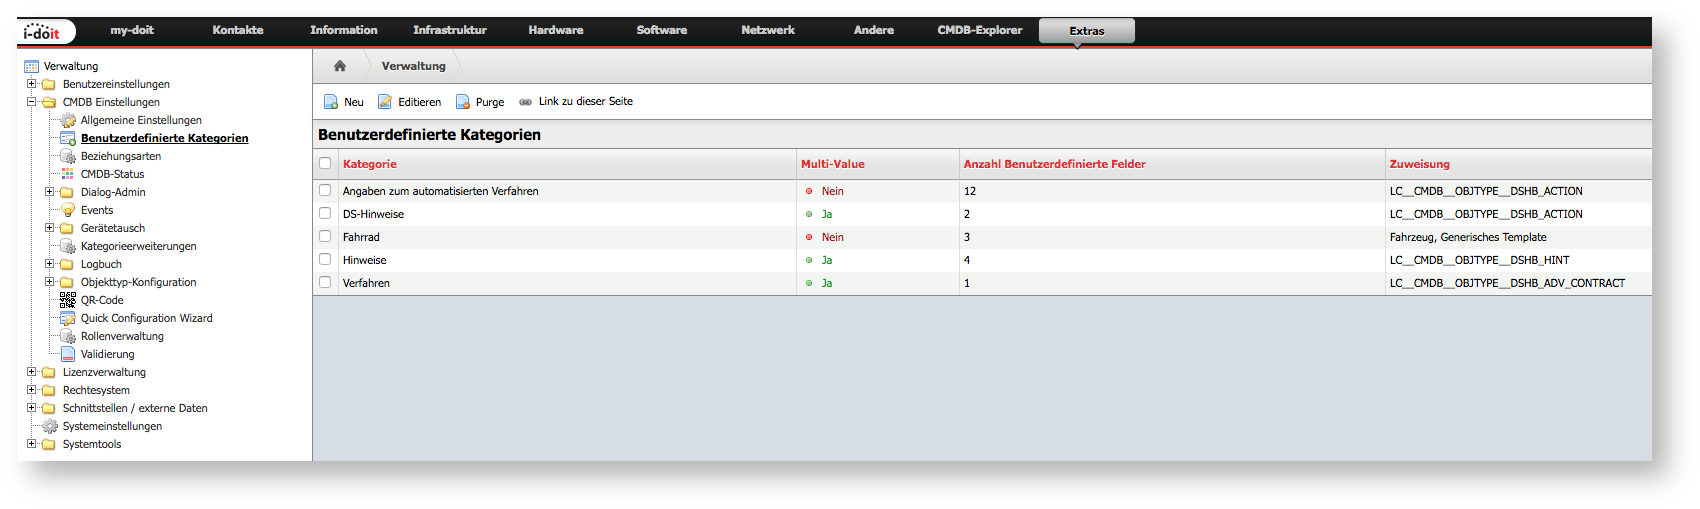 i-doit my-doit Kontakte Information Infrastruktur Hardware Software Netzwerk Andere CMDB-Explorer Extras
Verwaltung
Benutzereinstellungen
CMDB Einstellungen
Allgemeine Einstellungen
Benutzerdefinierte Kategorien
Beziehungsarten
CMDB-Status
Dialog-Admin
Events
Gerätetausch
Kategorieerweiterungen
Logbuch
Objekttyp-Konfiguration
QR-Code
Quick Configuration Wizard
Rollenverwaltung
Validierung
Lizenzverwaltung
Rechtesystem
Schnittstellen / externe Daten
Systemeinstellungen
Systemtools
Verwaltung
Neu Editieren Purge Link zu dieser Seite
Benutzerdefinierte Kategorien
Kategorie Multi-Value Anzahl Benutzerdefinierte Felder Zuweisung
Angaben zum automatisierten Verfahren Nein 12 LC__CMDB__OBJTYPE__DSHB_ACTION
DS-Hinweise Ja 2 LC__CMDB__OBJTYPE__DSHB_ACTION
Fahrrad Nein 3 Fahrzeug, Generisches Template
Hinweise Ja 4 LC__CMDB__OBJTYPE__DSHB_HINT
Verfahren Ja 1 LC__CMDB__OBJTYPE__DSHB_ADV_CONTRACT